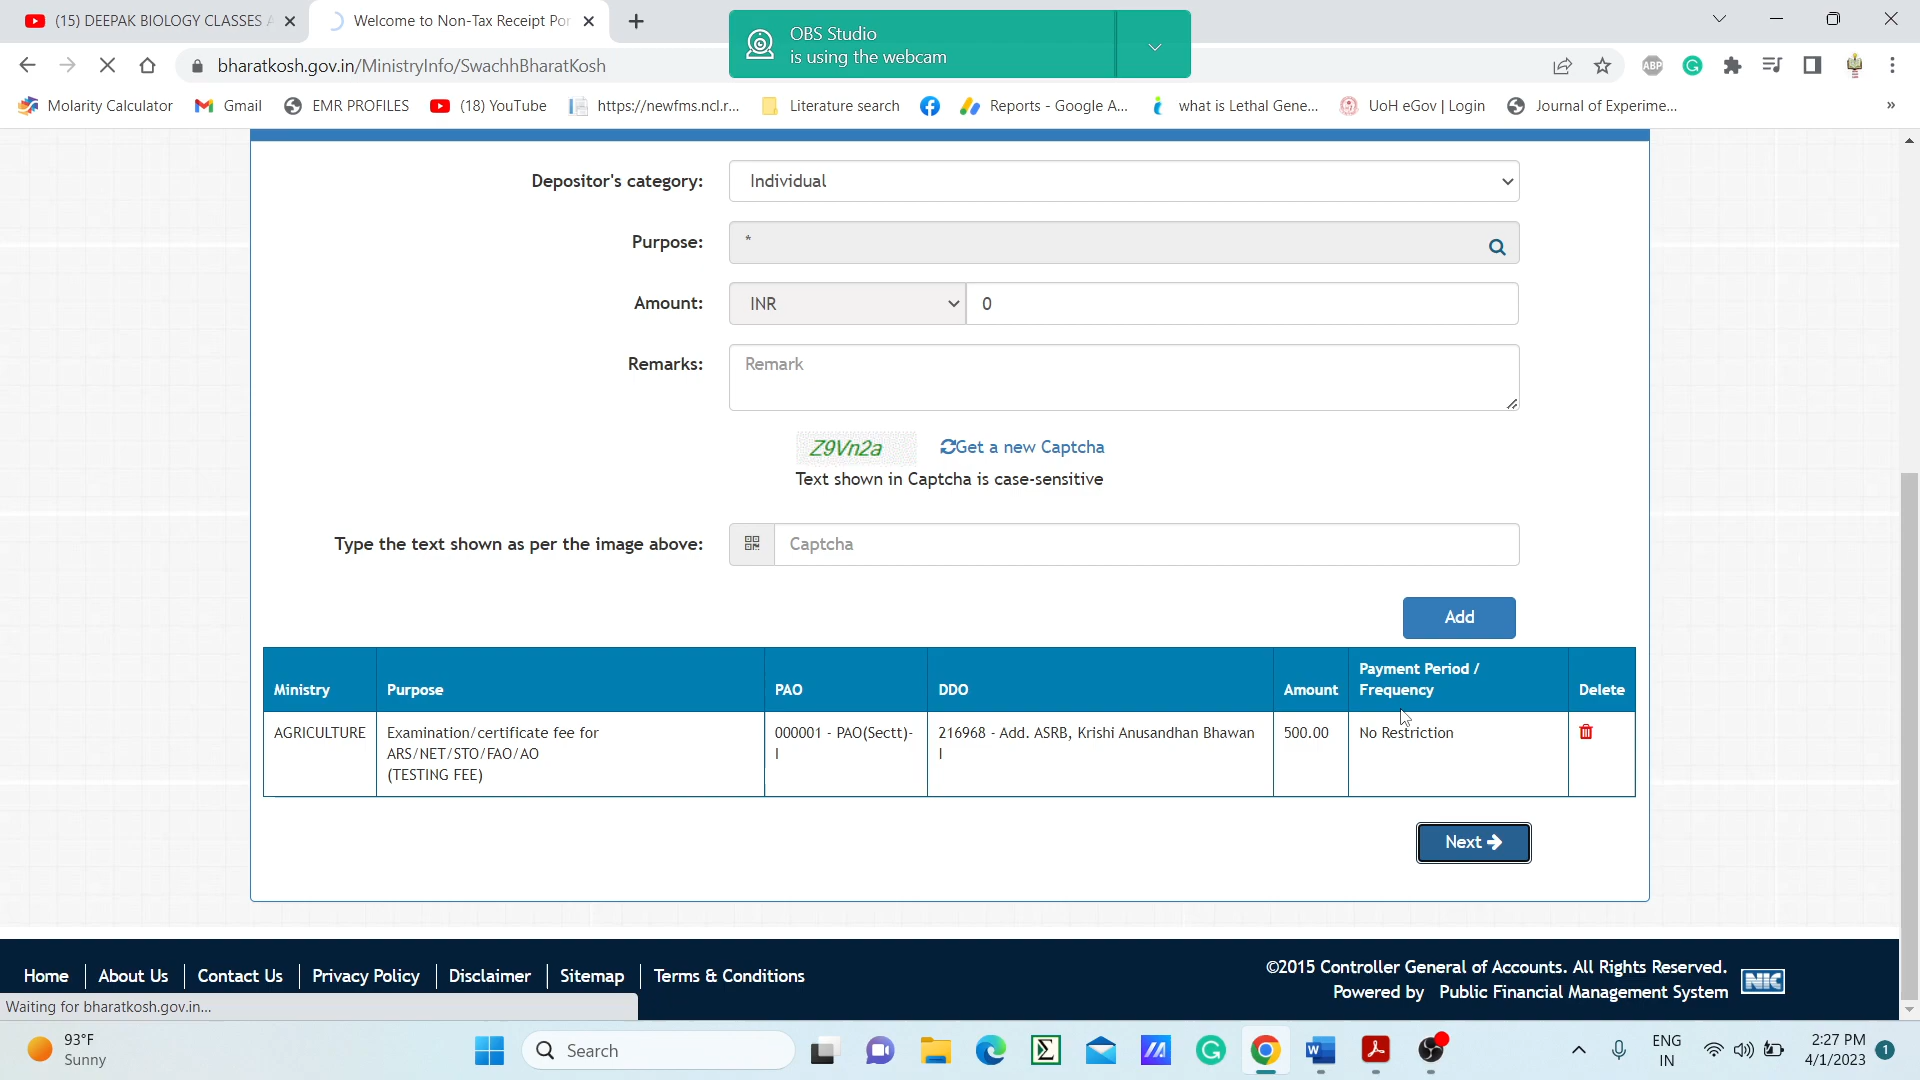 (15) DEEPAK BIOLOGY CLASSES A
Welcome to Non-Tax Receipt Por
OBS Studio
is using the webcam
bharatkosh.gov.in/MinistryInfo/SwachhBharatKosh
ABP
Molarity Calculator
Gmail
EMR PROFILES
(18) YouTube
https://newfms.ncl.r...
Literature search
Reports - Google A...
what is Lethal Gene...
UoH eGov | Login
Journal of Experime...
»
Depositor's category:
Individual
Purpose:
*
Amount:
INR
0
Remarks:
Remark
Z9Vn2a
Get a new Captcha
Text shown in Captcha is case-sensitive
Type the text shown as per the image above:
Captcha
Add
Ministry
Purpose
PAO
DDO
Amount
Payment Period /
Frequency
Delete
AGRICULTURE
Examination/certificate fee for
ARS/NET/STO/FAO/AO
(TESTING FEE)
000001 - PAO(Sectt)-
I
216968 - Add. ASRB, Krishi Anusandhan Bhawan
I
500.00
No Restriction
Next
Home
About Us
Contact Us
Privacy Policy
Disclaimer
Sitemap
Terms & Conditions
©2015 Controller General of Accounts. All Rights Reserved.
Powered by Public Financial Management System
NIC
Waiting for bharatkosh.gov.in...
93°F
Sunny
Search
ENG
IN
2:27 PM
4/1/2023
1